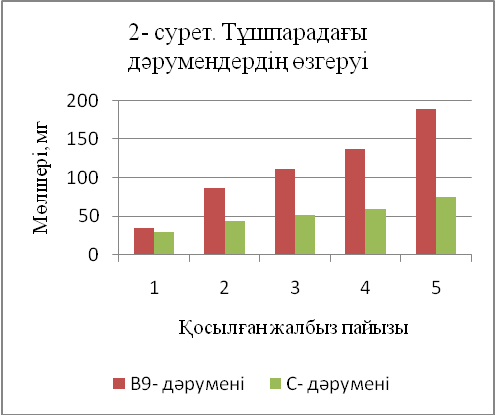 2- сурет. Тұшпарадағы
дәрумендердің өзгеруі
200
150
100
50
0
Мөлшері, мг
1 2 3 4 5
Қосылған жалбыз пайызы
В9- дәрумені С- дәрумені